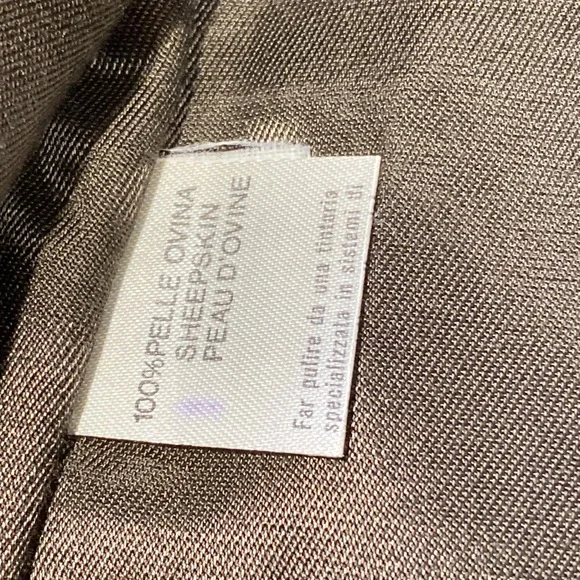 100%PELLE OVINA
SHEEPSKIN
PEAU D'OVINE
Far pulire da una tintoria
specializzata in sistemi di